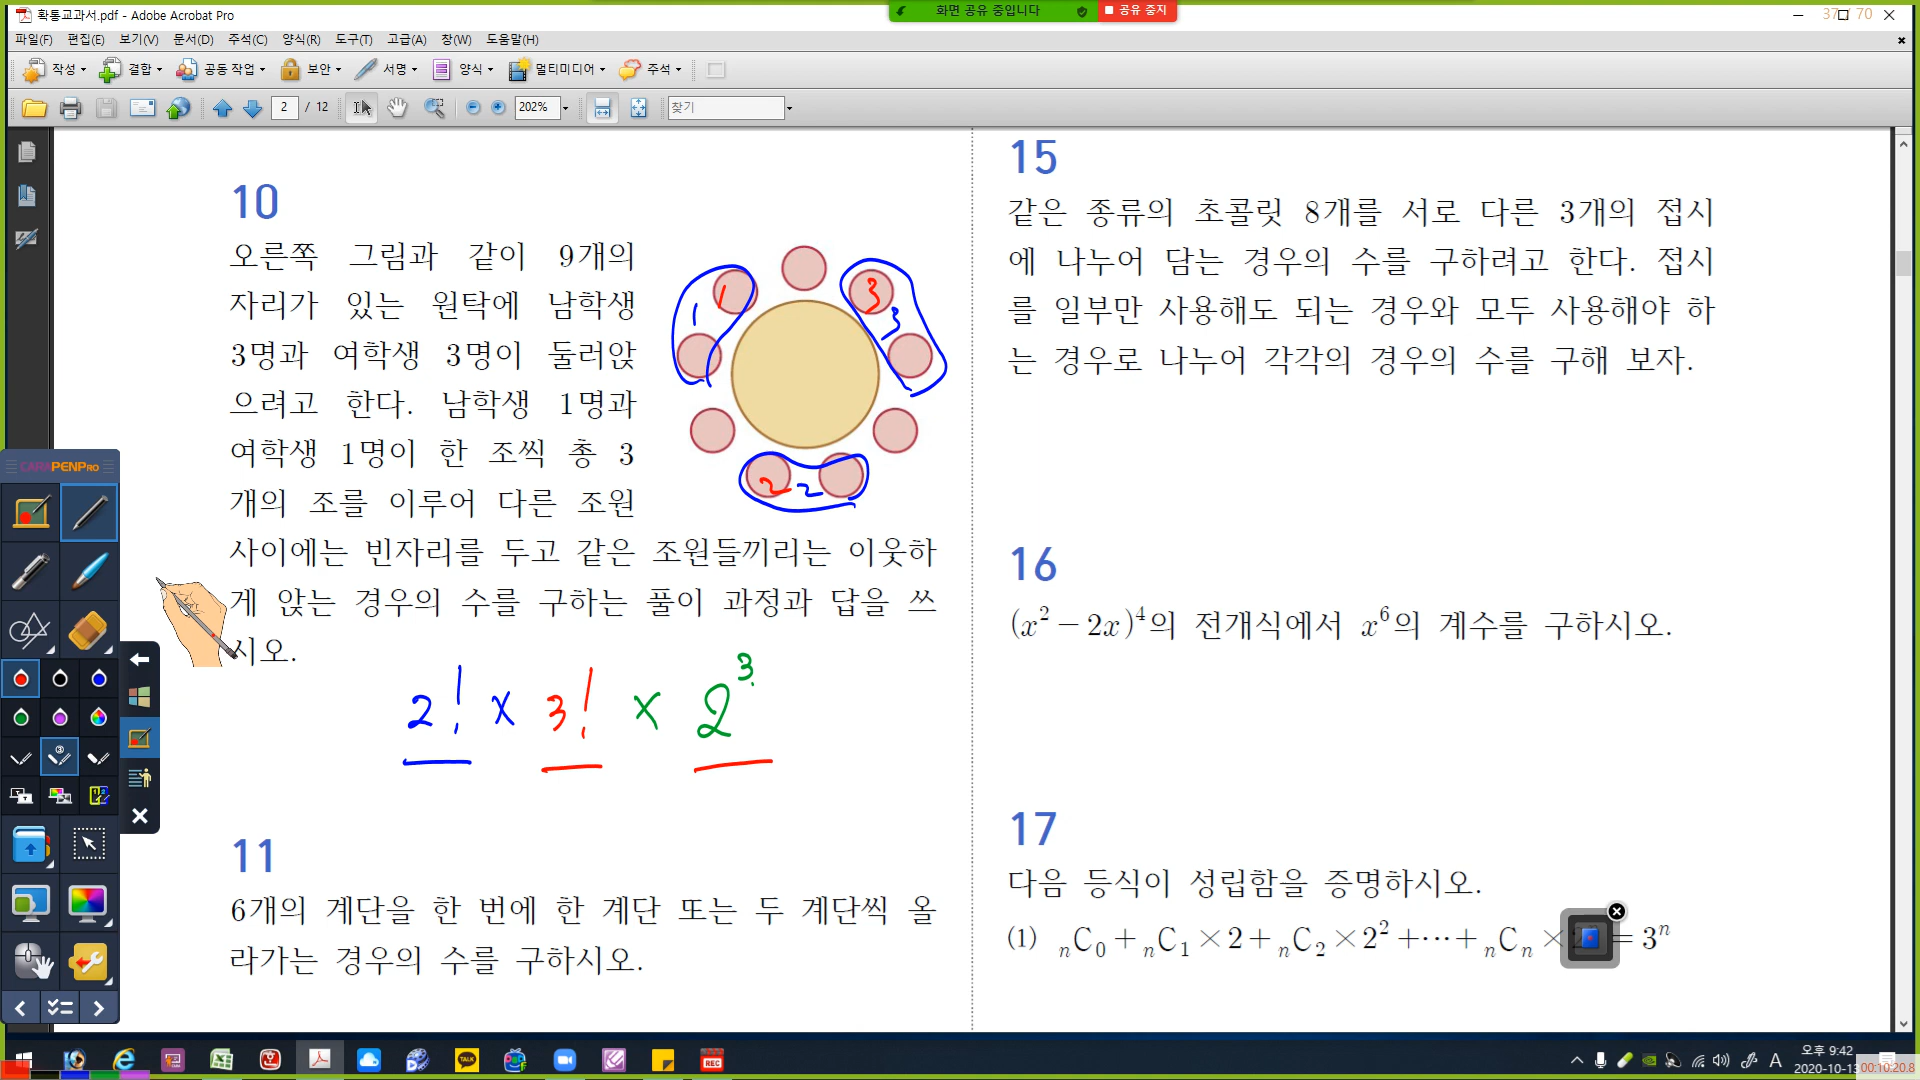 확통교과서.pdf - Adobe Acrobat Pro
화면 공유 중입니다
공유 중지
37 / 70
파일(F) 편집(E) 보기(V) 문서(D) 주석(C) 양식(R) 도구(T) 고급(A) 창(W) 도움말(H)
작성 결합 공동 작업 보안 서명 양식 멀티미디어 주석
2 / 12 202% 찾기
10
오른쪽 그림과 같이 9개의
자리가 있는 원탁에 남학생
3명과 여학생 3명이 둘러앉
으려고 한다. 남학생 1명과
여학생 1명이 한 조씩 총 3
개의 조를 이루어 다른 조원
사이에는 빈자리를 두고 같은 조원들끼리는 이웃하
게 앉는 경우의 수를 구하는 풀이 과정과 답을 쓰
시오.
1 1 3 3
2 2
2! × 3! × 2³
11
6개의 계단을 한 번에 한 계단 또는 두 계단씩 올
라가는 경우의 수를 구하시오.
15
같은 종류의 초콜릿 8개를 서로 다른 3개의 접시
에 나누어 담는 경우의 수를 구하려고 한다. 접시
를 일부만 사용해도 되는 경우와 모두 사용해야 하
는 경우로 나누어 각각의 경우의 수를 구해 보자.
16
(x² − 2x)⁴의 전개식에서 x⁶의 계수를 구하시오.
17
다음 등식이 성립함을 증명하시오.
(1) ₙC₀ + ₙC₁ × 2 + ₙC₂ × 2² + ⋯ + ₙCₙ × = 3ⁿ
CARAPENPRO
TALK
REC
A
오후 9:42
2020-10-13
00:10:20.8